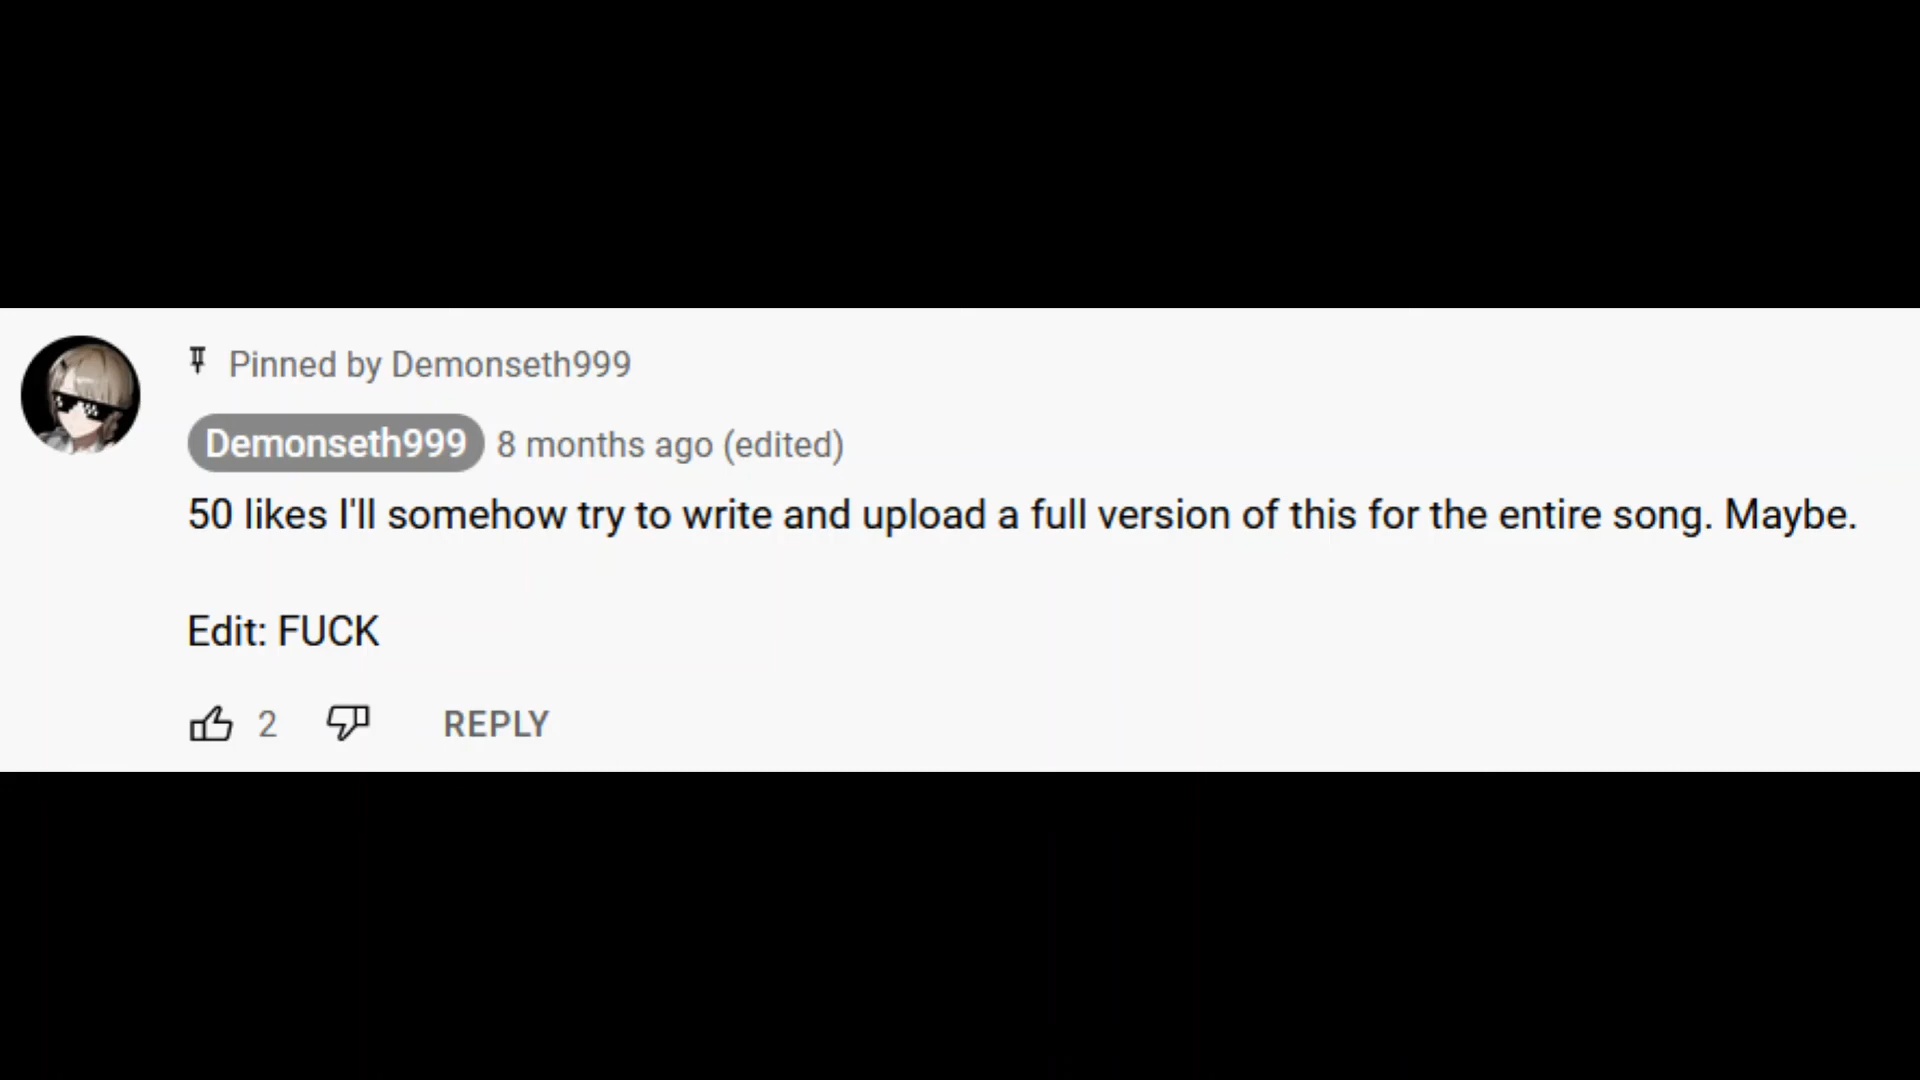 Pinned by Demonseth999
Demonseth999 8 months ago (edited)
50 likes I'll somehow try to write and upload a full version of this for the entire song. Maybe.
Edit: FUCK
2 REPLY